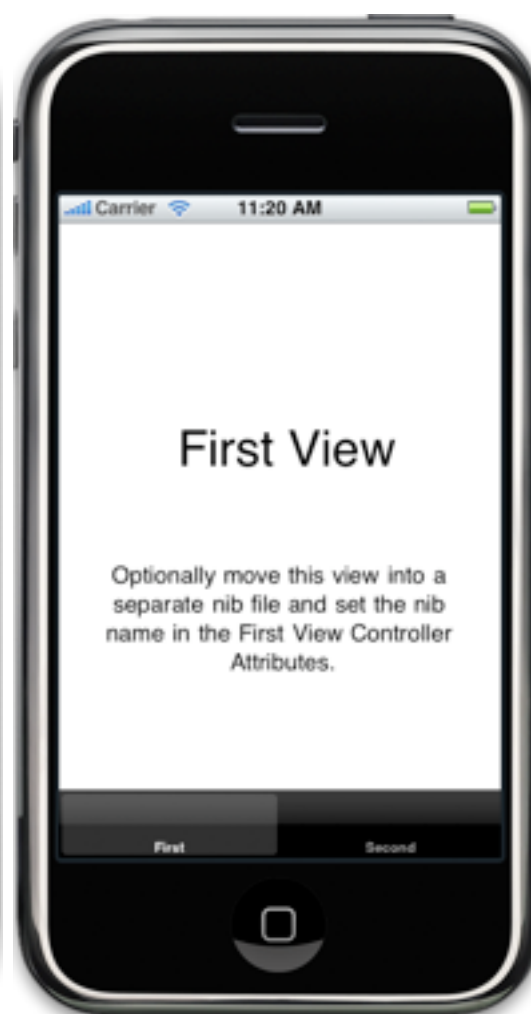 Carrier 11:20 AM
First View
Optionally move this view into a
separate nib file and set the nib
name in the First View Controller
Attributes.
First Second